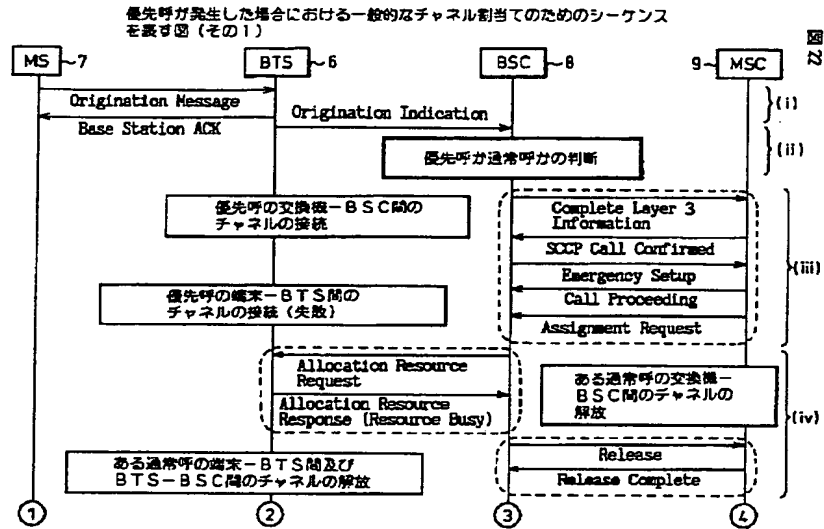 優先呼が発生した場合における一般的なチャネル割当てのためのシーケンス
を表す図（その1）
図22
MS ~7
BTS ~6
BSC ~8
9~ MSC
Origination Message
Base Station ACK
Origination Indication
(i)
優先呼か通常呼かの判断
(ii)
優先呼の交換機－BSC間の
チャネルの接続
Complete Layer 3
Information
SCCP Call Confirmed
Emergency Setup
Call Proceeding
Assignment Request
(iii)
優先呼の端末－BTS間の
チャネルの接続（失敗）
Allocation Resource
Request
Allocation Resource
Response (Resource Busy)
ある通常呼の交換機－
BSC間のチャネルの
解放
(iv)
Release
Release Complete
ある通常呼の端末－BTS間及び
BTS－BSC間のチャネルの解放
①
②
③
④